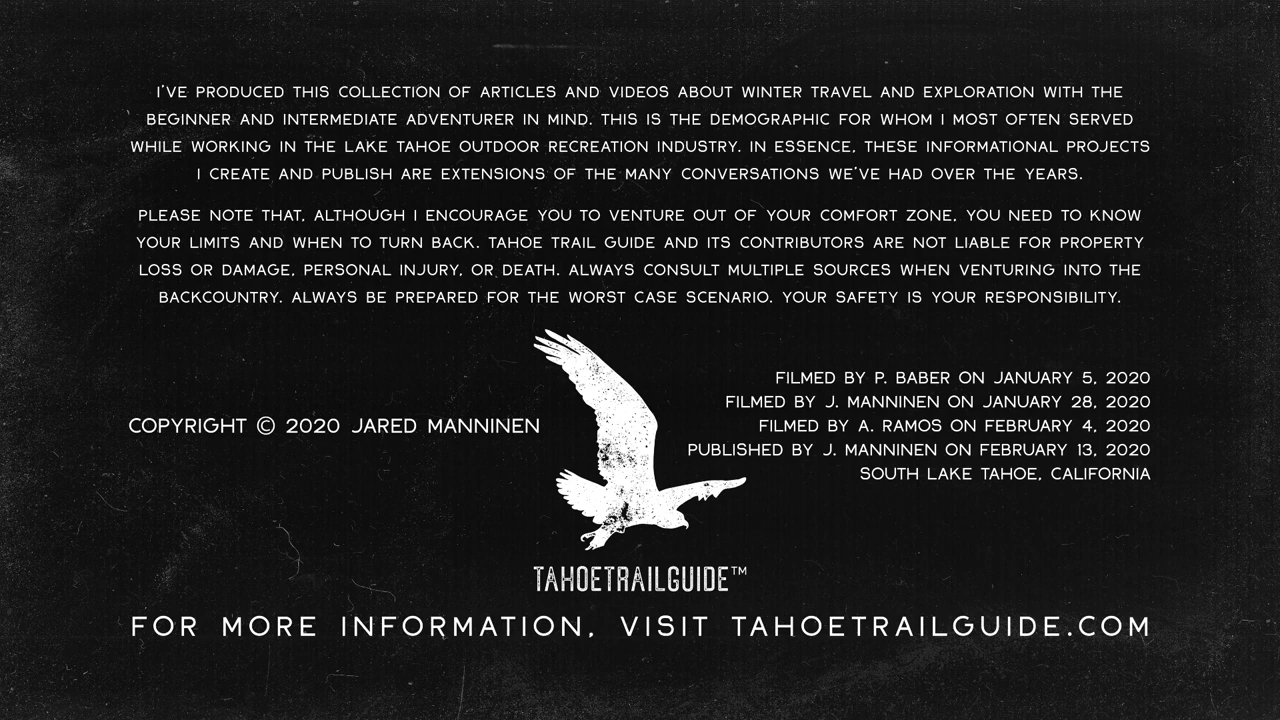 I'VE PRODUCED THIS COLLECTION OF ARTICLES AND VIDEOS ABOUT WINTER TRAVEL AND EXPLORATION WITH THE
BEGINNER AND INTERMEDIATE ADVENTURER IN MIND. THIS IS THE DEMOGRAPHIC FOR WHOM I MOST OFTEN SERVED
WHILE WORKING IN THE LAKE TAHOE OUTDOOR RECREATION INDUSTRY. IN ESSENCE, THESE INFORMATIONAL PROJECTS
I CREATE AND PUBLISH ARE EXTENSIONS OF THE MANY CONVERSATIONS WE'VE HAD OVER THE YEARS.
PLEASE NOTE THAT, ALTHOUGH I ENCOURAGE YOU TO VENTURE OUT OF YOUR COMFORT ZONE, YOU NEED TO KNOW
YOUR LIMITS AND WHEN TO TURN BACK. TAHOE TRAIL GUIDE AND ITS CONTRIBUTORS ARE NOT LIABLE FOR PROPERTY
LOSS OR DAMAGE, PERSONAL INJURY, OR DEATH. ALWAYS CONSULT MULTIPLE SOURCES WHEN VENTURING INTO THE
BACKCOUNTRY. ALWAYS BE PREPARED FOR THE WORST CASE SCENARIO. YOUR SAFETY IS YOUR RESPONSIBILITY.
COPYRIGHT © 2020 JARED MANNINEN
FILMED BY P. BABER ON JANUARY 5, 2020
FILMED BY J. MANNINEN ON JANUARY 28, 2020
FILMED BY A. RAMOS ON FEBRUARY 4, 2020
PUBLISHED BY J. MANNINEN ON FEBRUARY 13, 2020
SOUTH LAKE TAHOE, CALIFORNIA
TAHOETRAILGUIDE™
FOR MORE INFORMATION, VISIT TAHOETRAILGUIDE.COM